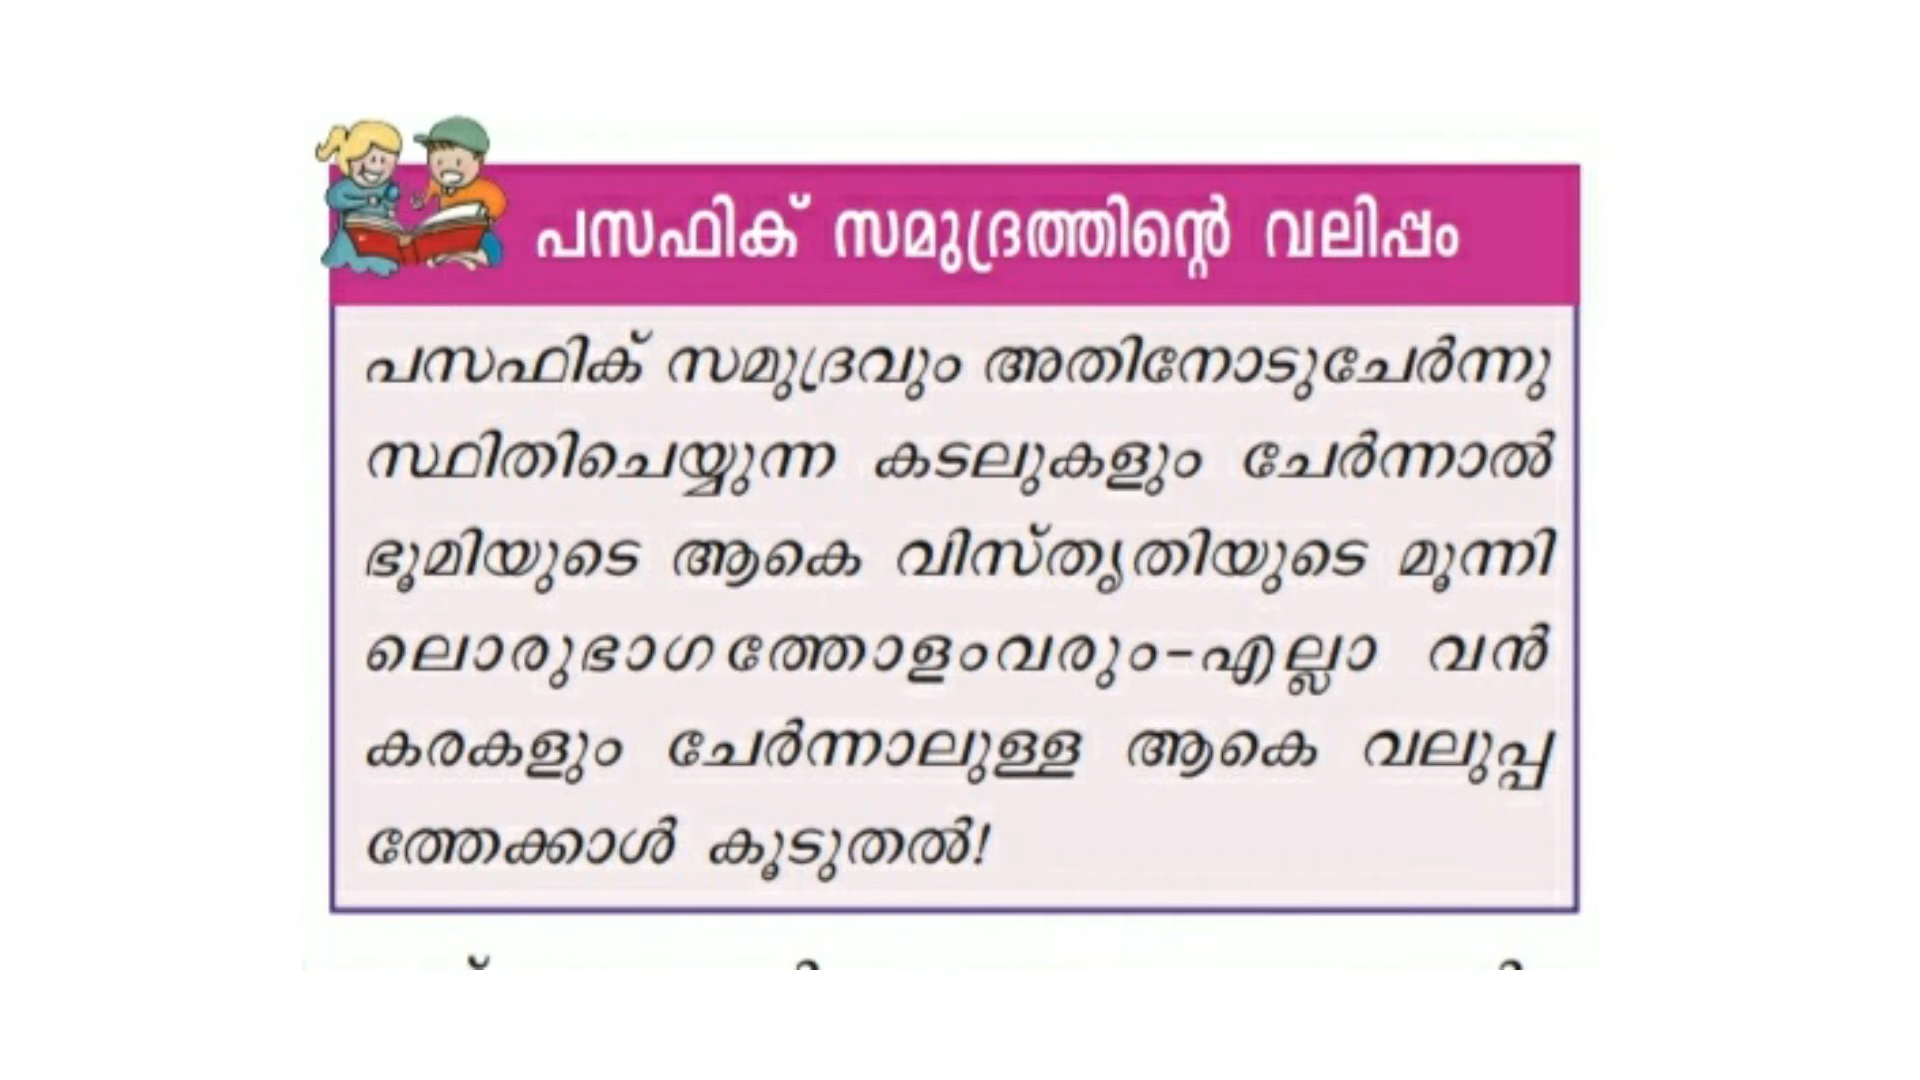 പസഫിക് സമുദ്രത്തിന്റെ വലിപ്പം
പസഫിക് സമുദ്രവും അതിനോടുചേർന്നു
സ്ഥിതിചെയ്യുന്ന കടലുകളും ചേർന്നാൽ
ഭൂമിയുടെ ആകെ വിസ്തൃതിയുടെ മൂന്നി
ലൊരുഭാഗത്തോളംവരും-എല്ലാ വൻ
കരകളും ചേർന്നാലുള്ള ആകെ വലുപ്പ
ത്തേക്കാൾ കൂടുതൽ!